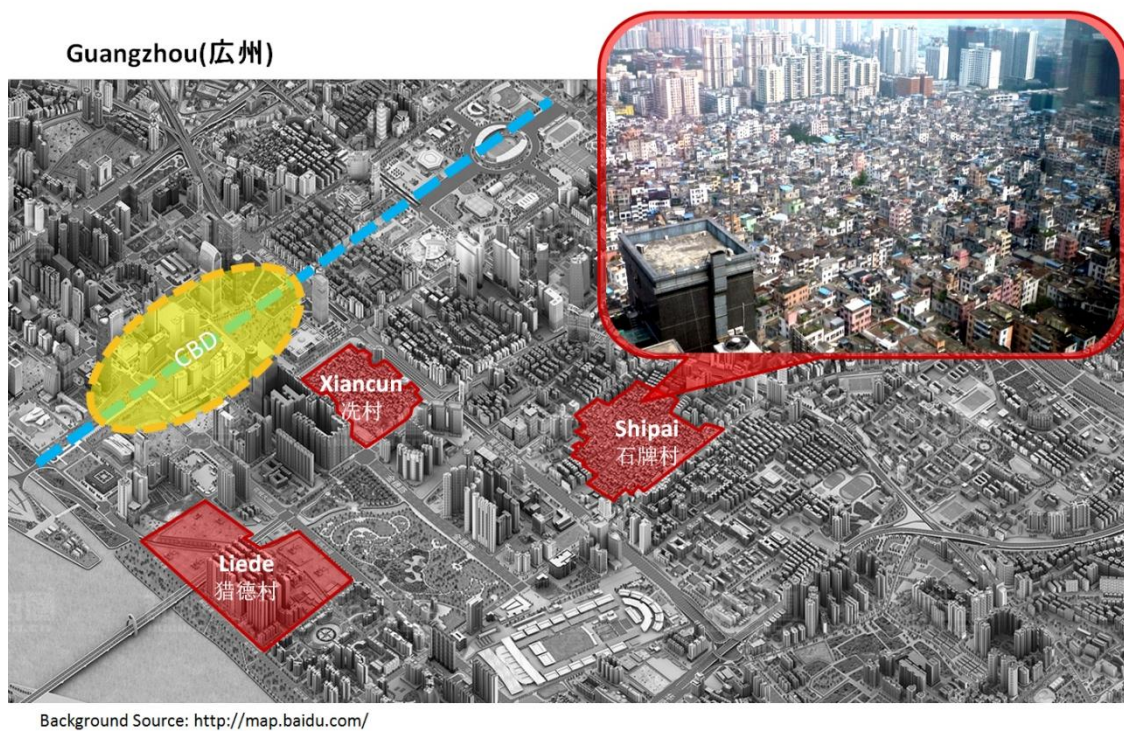 Guangzhou(広州)
CBD
Xiancun
冼村
Shipai
石牌村
Liede
猎德村
Background Source: http://map.baidu.com/